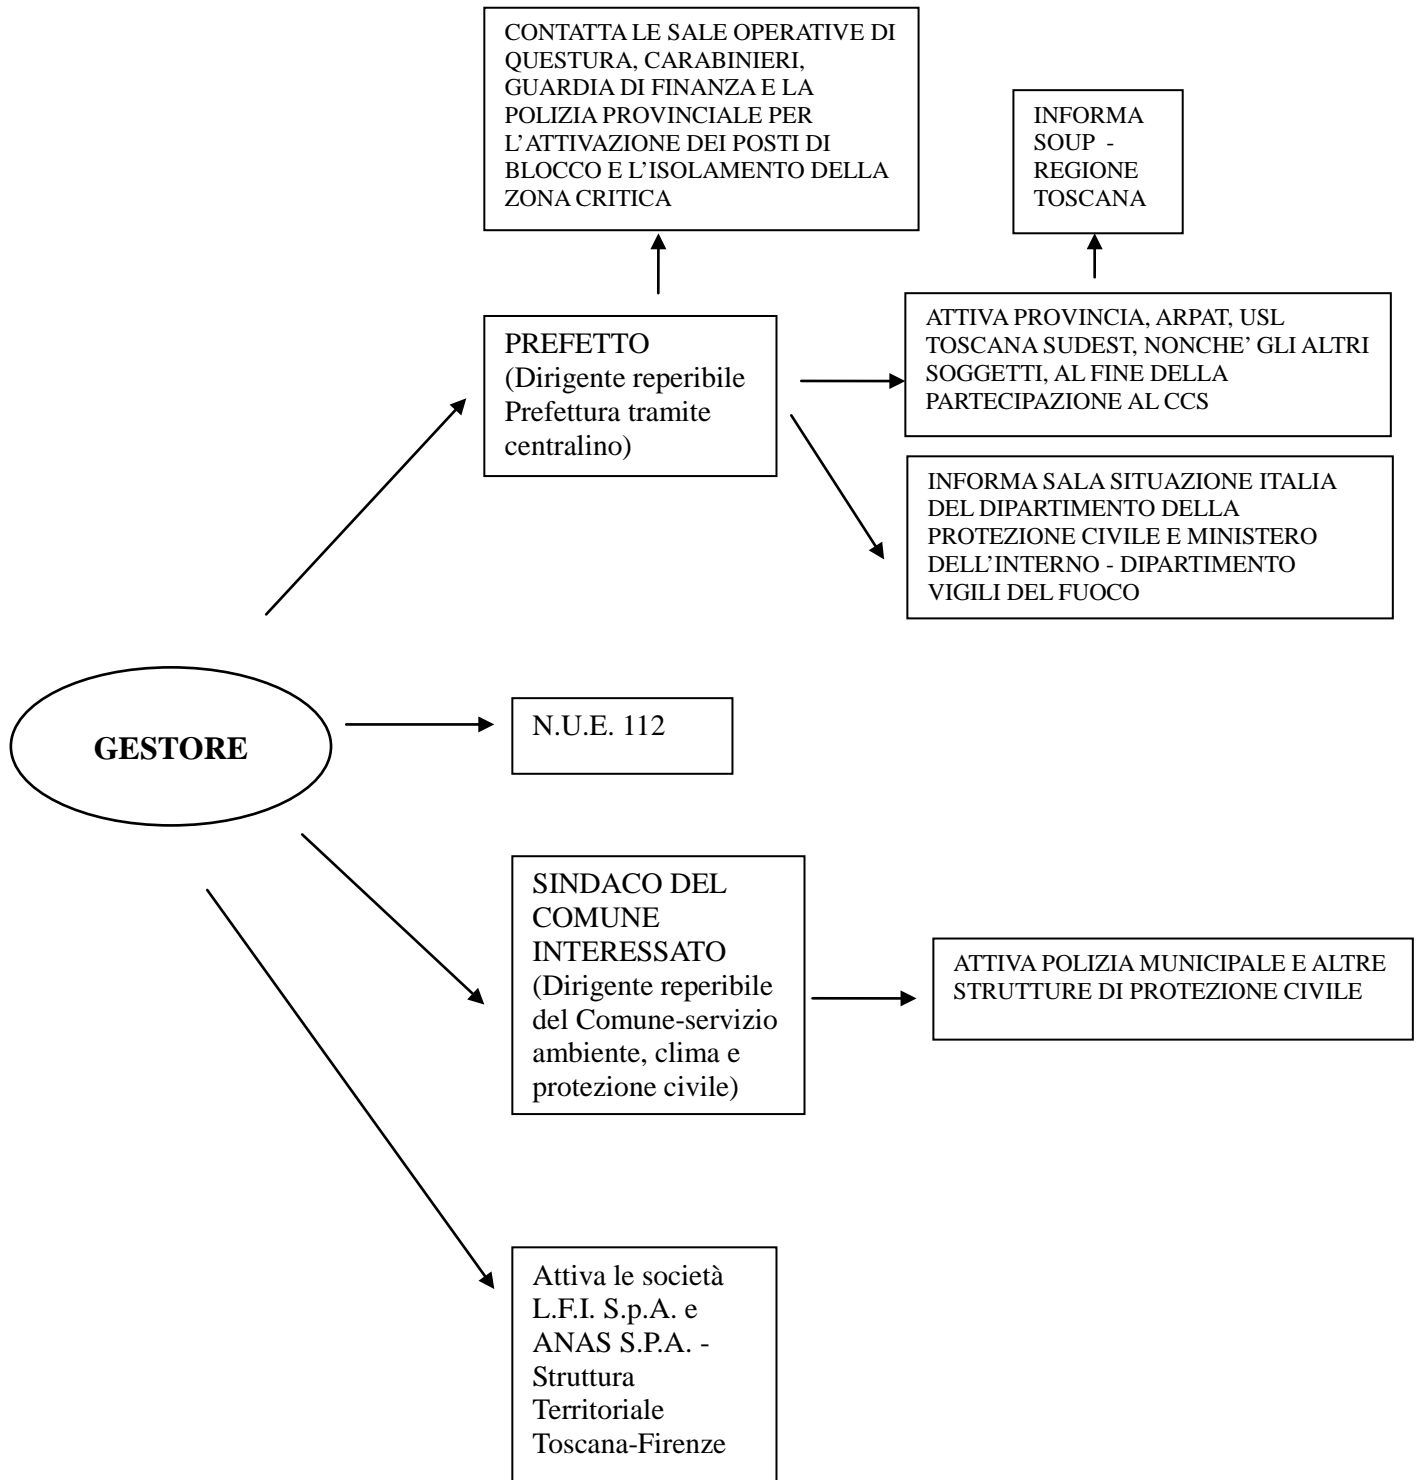 CONTATTA LE SALE OPERATIVE DI
QUESTURA, CARABINIERI,
GUARDIA DI FINANZA E LA
POLIZIA PROVINCIALE PER
L’ATTIVAZIONE DEI POSTI DI
BLOCCO E L’ISOLAMENTO DELLA
ZONA CRITICA
INFORMA
SOUP -
REGIONE
TOSCANA
PREFETTO
(Dirigente reperibile
Prefettura tramite
centralino)
ATTIVA PROVINCIA, ARPAT, USL
TOSCANA SUDEST, NONCHE’ GLI ALTRI
SOGGETTI, AL FINE DELLA
PARTECIPAZIONE AL CCS
INFORMA SALA SITUAZIONE ITALIA
DEL DIPARTIMENTO DELLA
PROTEZIONE CIVILE E MINISTERO
DELL’INTERNO - DIPARTIMENTO
VIGILI DEL FUOCO
GESTORE
N.U.E. 112
SINDACO DEL
COMUNE
INTERESSATO
(Dirigente reperibile
del Comune-servizio
ambiente, clima e
protezione civile)
ATTIVA POLIZIA MUNICIPALE E ALTRE
STRUTTURE DI PROTEZIONE CIVILE
Attiva le società
L.F.I. S.p.A. e
ANAS S.P.A. -
Struttura
Territoriale
Toscana-Firenze